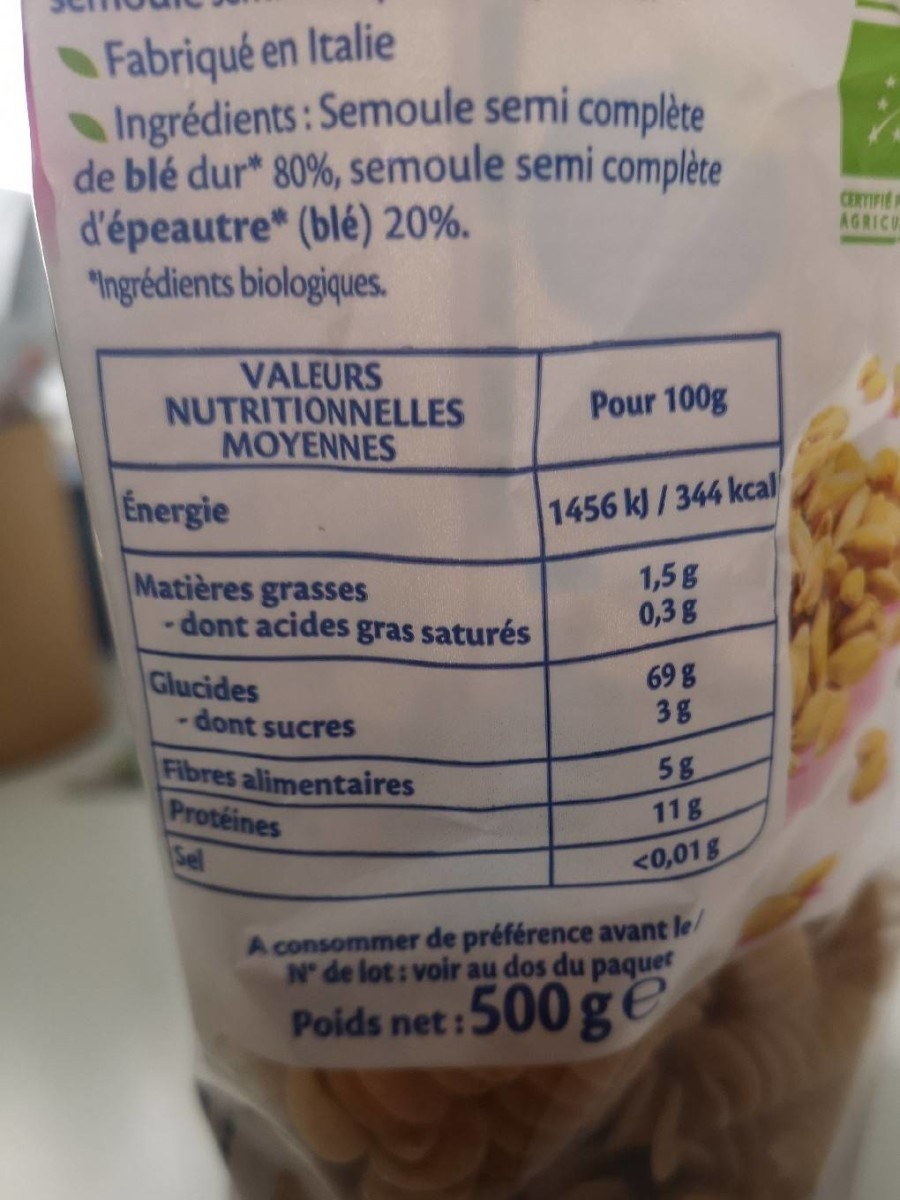 Fabriqué en Italie
Ingrédients : Semoule semi complète
de blé dur* 80%, semoule semi complète
d'épeautre* (blé) 20%.
*Ingrédients biologiques.
CERTIFIÉ
AGRICU
VALEURS
NUTRITIONNELLES
MOYENNES
Pour 100g
Énergie
1456 kJ / 344 kcal
Matières grasses
1,5 g
- dont acides gras saturés
0,3 g
Glucides
69 g
- dont sucres
3 g
Fibres alimentaires
5 g
Protéines
11 g
Sel
<0,01 g
A consommer de préférence avant le/
N° de lot : voir au dos du paquet
Poids net : 500 g e